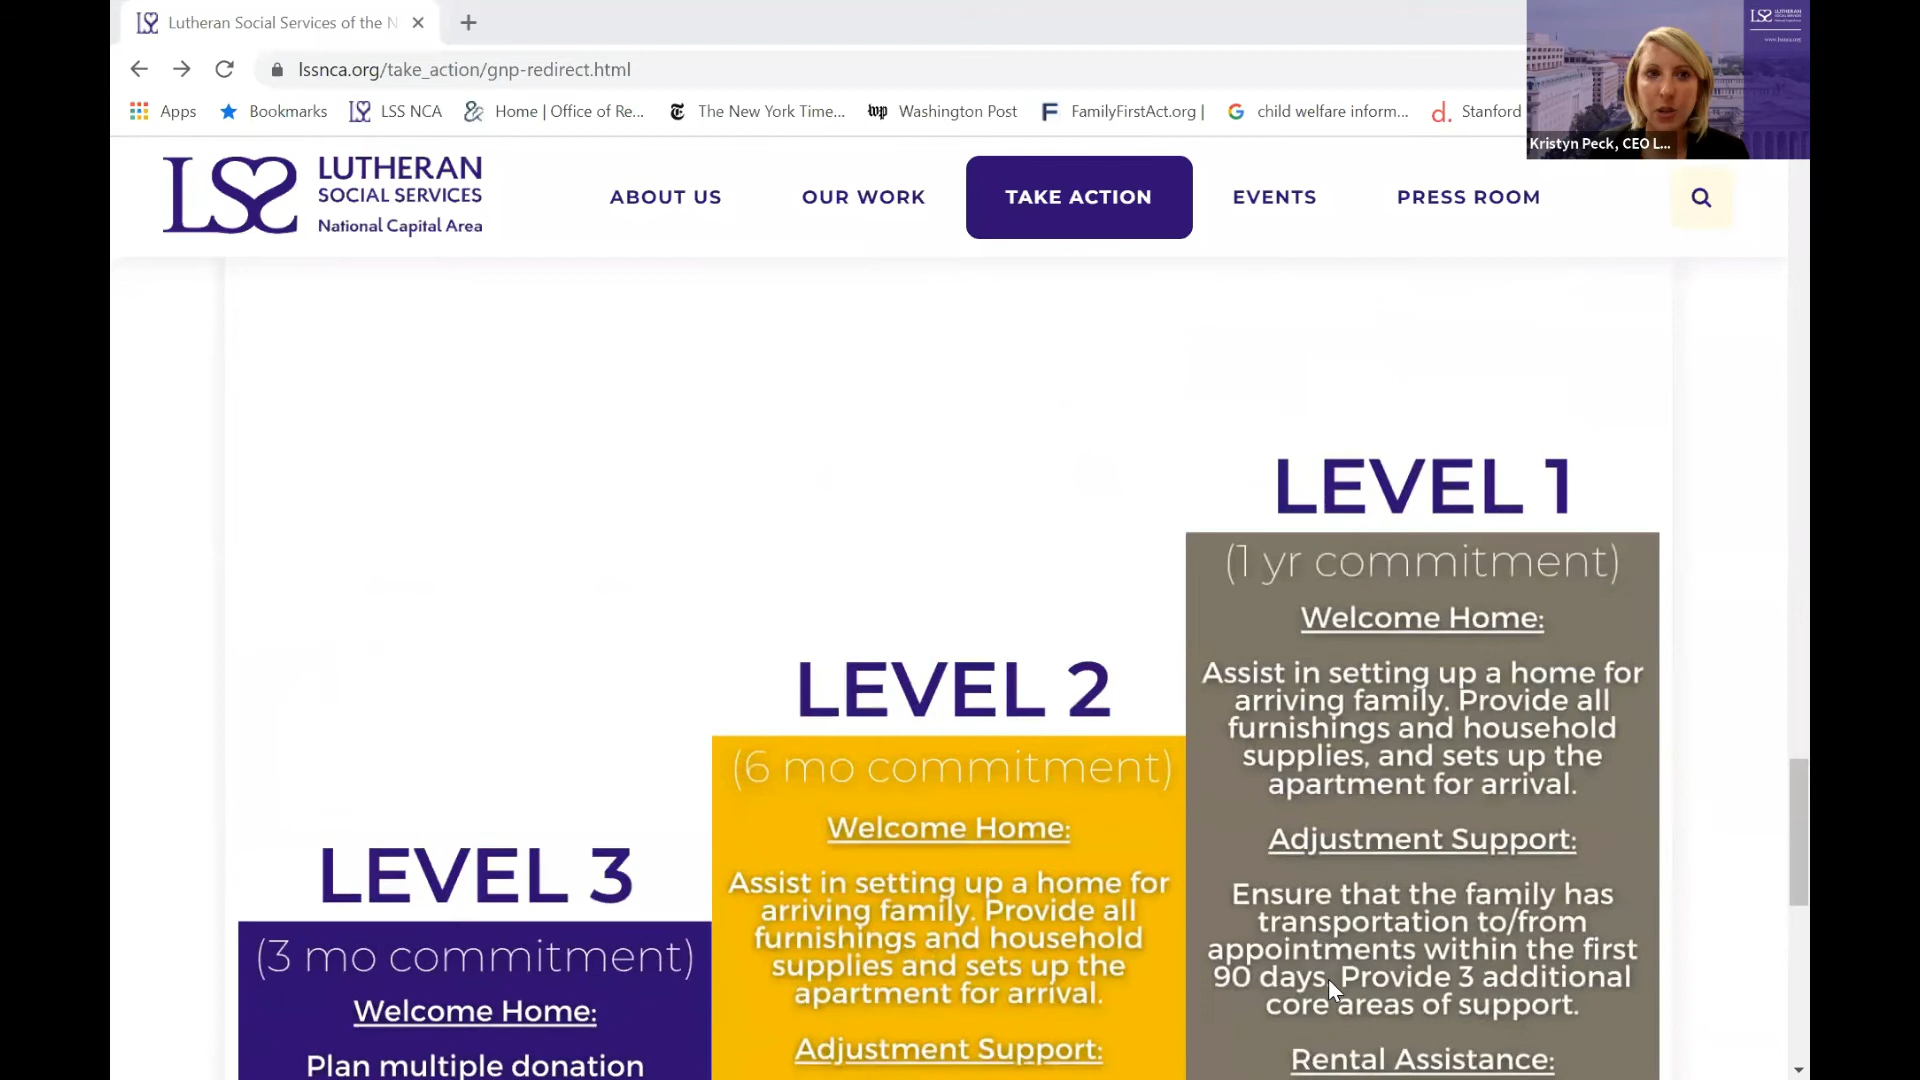 Lutheran Social Services of the N
lssnca.org/take_action/gnp-redirect.html
Apps
Bookmarks
LSS NCA
Home | Office of Re...
The New York Time...
Washington Post
FamilyFirstAct.org |
child welfare inform...
Stanford
LSS LUTHERAN
Kristyn Peck, CEO L...
LSS
LUTHERAN
SOCIAL SERVICES
National Capital Area
ABOUT US
OUR WORK
TAKE ACTION
EVENTS
PRESS ROOM
LEVEL 1
(1 yr commitment)
Welcome Home:
Assist in setting up a home for
arriving family. Provide all
furnishings and household
supplies, and sets up the
apartment for arrival.
Adjustment Support:
Ensure that the family has
transportation to/from
appointments within the first
90 days. Provide 3 additional
core areas of support.
Rental Assistance:
LEVEL 2
(6 mo commitment)
Welcome Home:
Assist in setting up a home for
arriving family. Provide all
furnishings and household
supplies and sets up the
apartment for arrival.
Adjustment Support:
LEVEL 3
(3 mo commitment)
Welcome Home:
Plan multiple donation